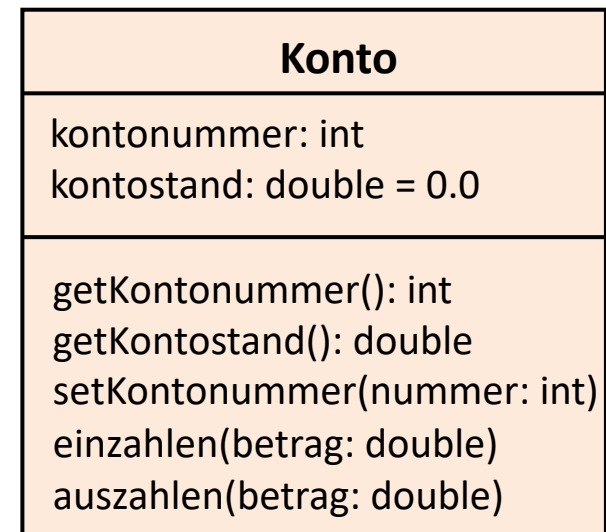 Konto
kontonummer: int
kontostand: double = 0.0
getKontonummer(): int
getKontostand(): double
setKontonummer(nummer: int)
einzahlen(betrag: double)
auszahlen(betrag: double)